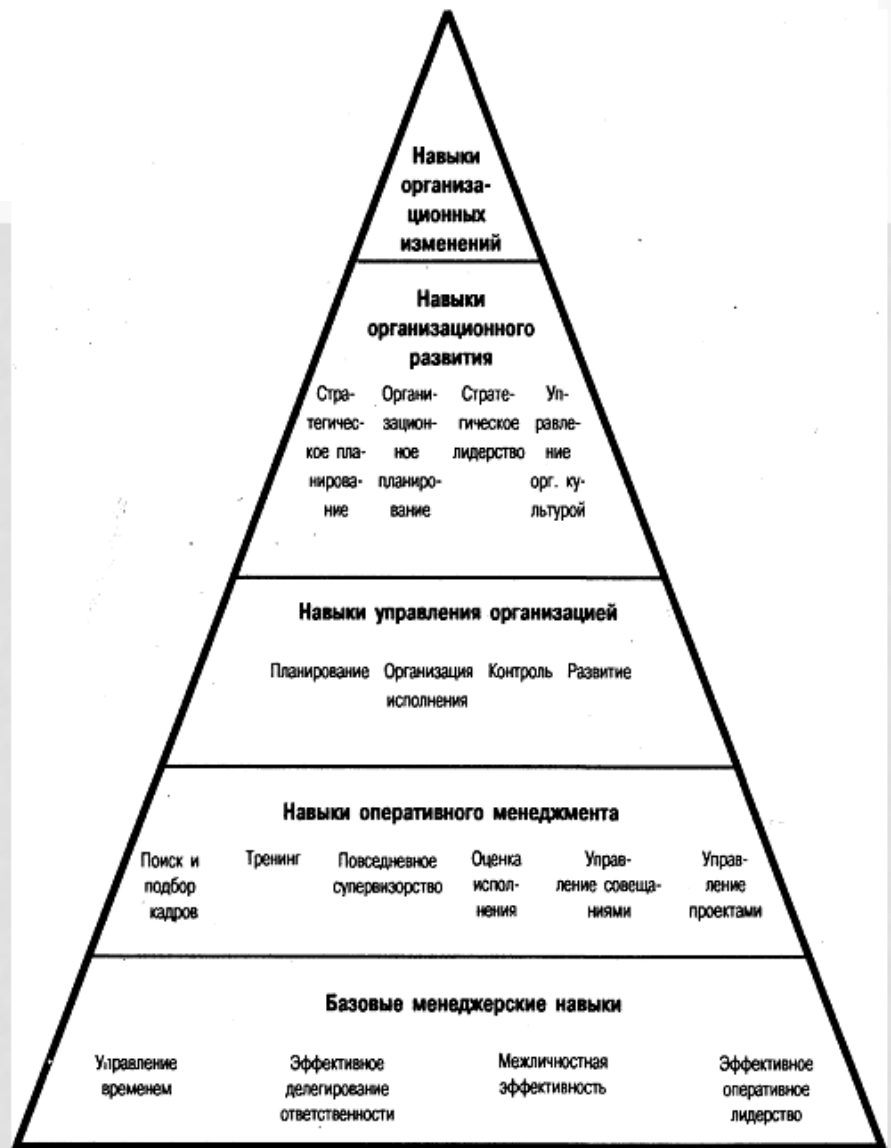 Навыки
организа-
ционных
изменений
Навыки
организационного
развития
Стра-
тегичес-
кое пла-
нирова-
ние
Органи-
зацион-
ное
планиро-
вание
Страте-
гическое
лидерство
Уп-
равле-
ние
орг. ку-
льтурой
Навыки управления организацией
Планирование
Организация
исполнения
Контроль
Развитие
Навыки оперативного менеджмента
Поиск и
подбор
кадров
Тренинг
Повседневное
супервизорство
Оценка
испол-
нения
Управ-
ление совеща-
ниями
Управ-
ление
проектами
Базовые менеджерские навыки
Управление
временем
Эффективное
делегирование
ответственности
Межличностная
эффективность
Эффективное
оперативное
лидерство